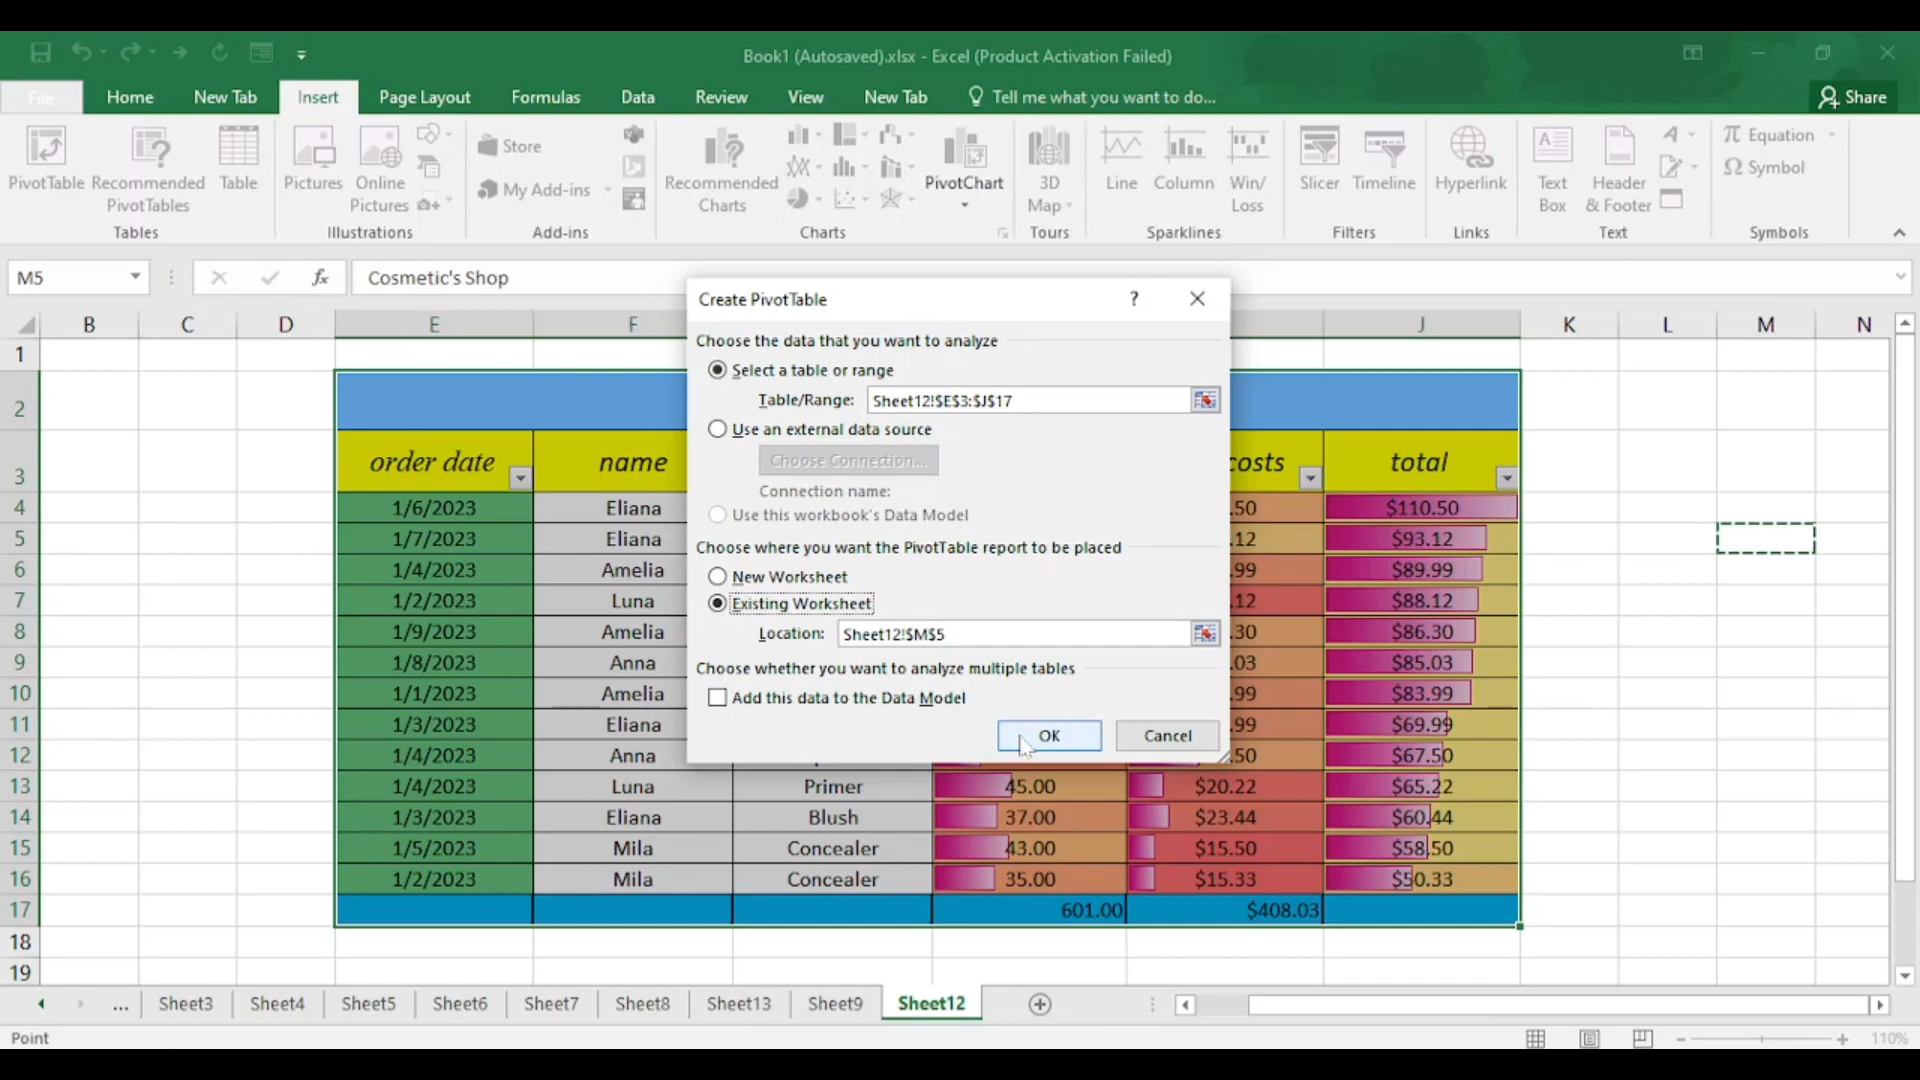 Book1 (Autosaved).xlsx - Excel (Product Activation Failed)
File Home New Tab Insert Page Layout Formulas Data Review View New Tab Tell me what you want to do... Share
PivotTable Recommended PivotTables Table
Tables
Pictures Online Pictures
Illustrations
Store
My Add-ins
Add-ins
Recommended Charts
PivotChart
Charts
3D Map
Tours
Line Column Win/Loss
Sparklines
Slicer Timeline
Filters
Hyperlink
Links
Text Box Header & Footer
Text
Equation
Symbol
Symbols
M5 fx Cosmetic's Shop
Create PivotTable ?
Choose the data that you want to analyze
Select a table or range
Table/Range: Sheet12!$E$3:$J$17
Use an external data source
Choose Connection...
Connection name:
Use this workbook's Data Model
Choose where you want the PivotTable report to be placed
New Worksheet
Existing Worksheet
Location: Sheet12!$M$5
Choose whether you want to analyze multiple tables
Add this data to the Data Model
OK Cancel
B C D E F J K L M N
1
2
3 order date name costs total
4 1/6/2023 Eliana .50 $110.50
5 1/7/2023 Eliana .12 $93.12
6 1/4/2023 Amelia .99 $89.99
7 1/2/2023 Luna .12 $88.12
8 1/9/2023 Amelia .30 $86.30
9 1/8/2023 Anna .03 $85.03
10 1/1/2023 Amelia .99 $83.99
11 1/3/2023 Eliana .99 $69.99
12 1/4/2023 Anna .50 $67.50
13 1/4/2023 Luna Primer 45.00 $20.22 $65.22
14 1/3/2023 Eliana Blush 37.00 $23.44 $60.44
15 1/5/2023 Mila Concealer 43.00 $15.50 $58.50
16 1/2/2023 Mila Concealer 35.00 $15.33 $50.33
17 601.00 $408.03
18
19
... Sheet3 Sheet4 Sheet5 Sheet6 Sheet7 Sheet8 Sheet13 Sheet9 Sheet12
Point 110%